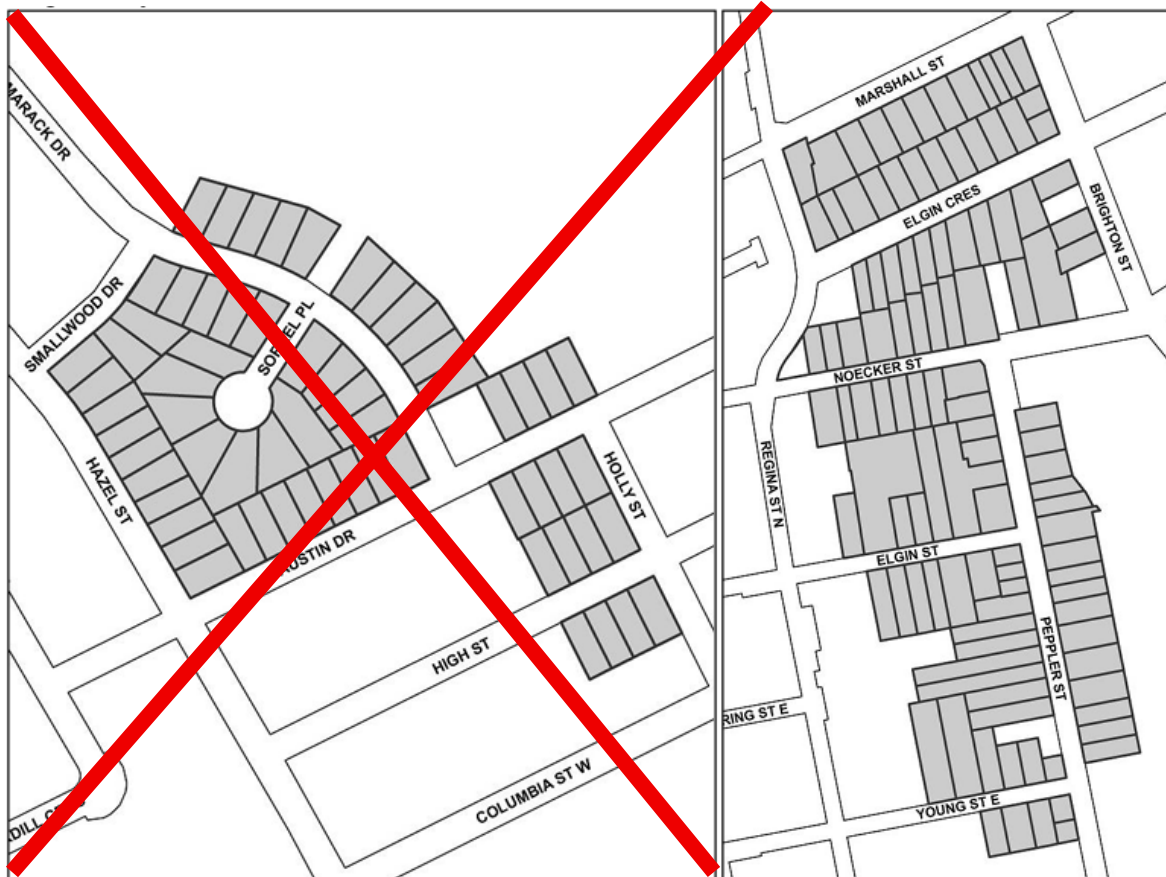 MARACK DR
SMALLWOOD DR
SORREL PL
HAZEL ST
AUSTIN DR
HOLLY ST
HIGH ST
COLUMBIA ST W
MARSHALL ST
ELGIN CRES
BRIGHTON ST
NOECKER ST
REGINA ST N
ELGIN ST
PEPPLER ST
RING ST E
YOUNG ST E